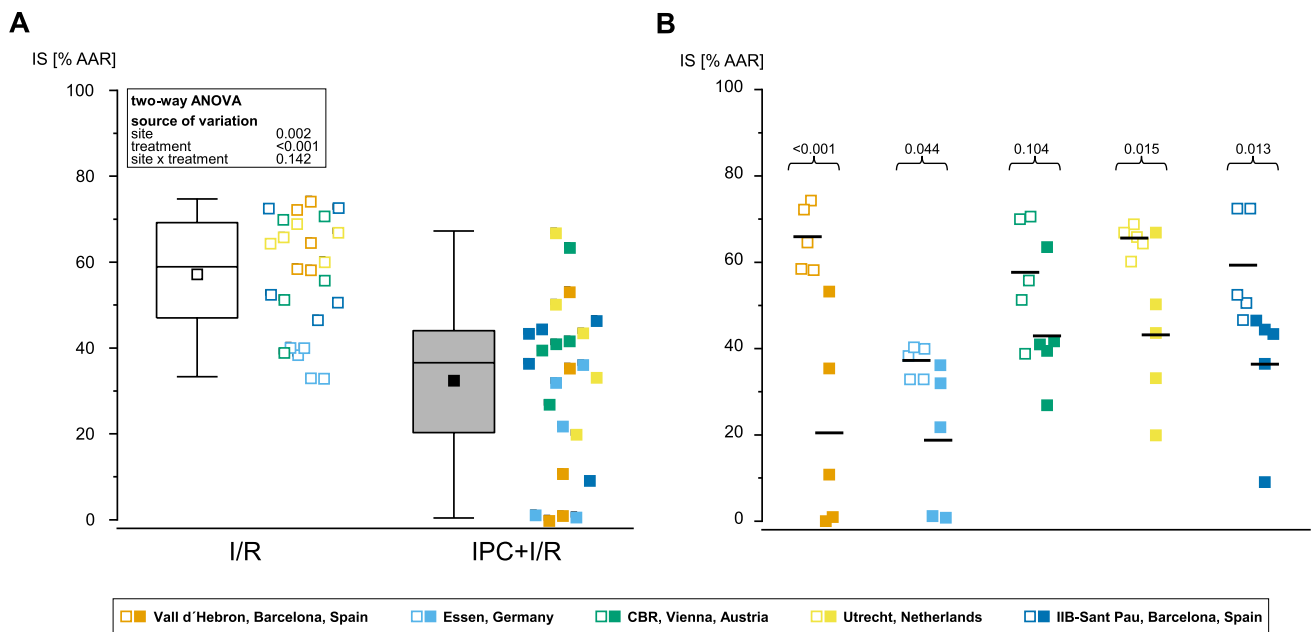 A
B
IS [% AAR]
IS [% AAR]
100
80
60
40
20
0
two-way ANOVA
source of variation
site 0.002
treatment <0.001
site x treatment 0.142
I/R
IPC+I/R
100
80
60
40
20
0
<0.001
0.044
0.104
0.015
0.013
Vall d´Hebron, Barcelona, Spain
Essen, Germany
CBR, Vienna, Austria
Utrecht, Netherlands
IIB-Sant Pau, Barcelona, Spain